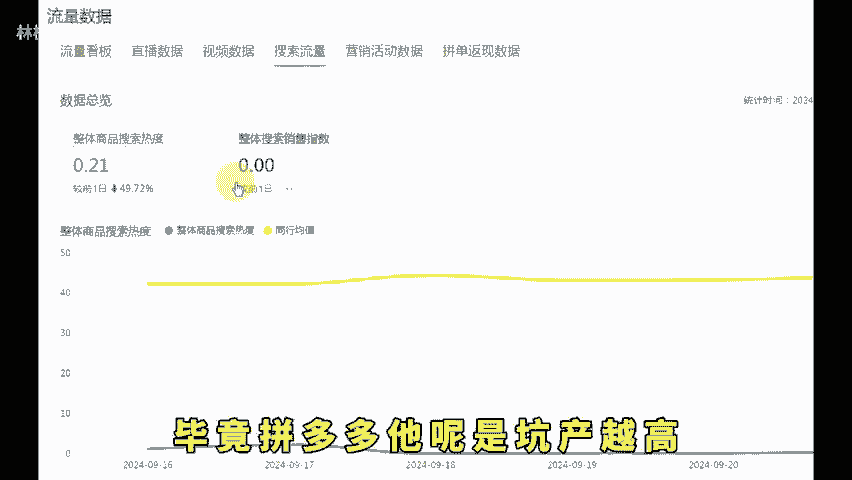 流量数据
林
流量看板 直播数据 视频数据 搜索流量 营销活动数据 拼单返现数据
数据总览
统计时间：2024
整体商品搜索热度 整体搜索销售指数
0.21 0.00
较前1日 49.72% 前1日 --
整体商品搜索热度 整体商品搜索热度 同行均值
50
40
30
20
10
0
毕竟拼多多他呢是坑产越高
2024-09-16 2024-09-17 2024-09-18 2024-09-19 2024-09-20